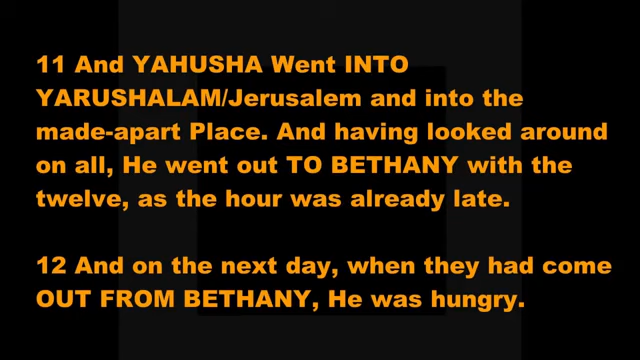 11 And YAHUSHA Went INTO
YARUSHALAM/Jerusalem and into the
made-apart Place. And having looked around
on all, He went out TO BETHANY with the
twelve, as the hour was already late.
12 And on the next day, when they had come
OUT FROM BETHANY, He was hungry.